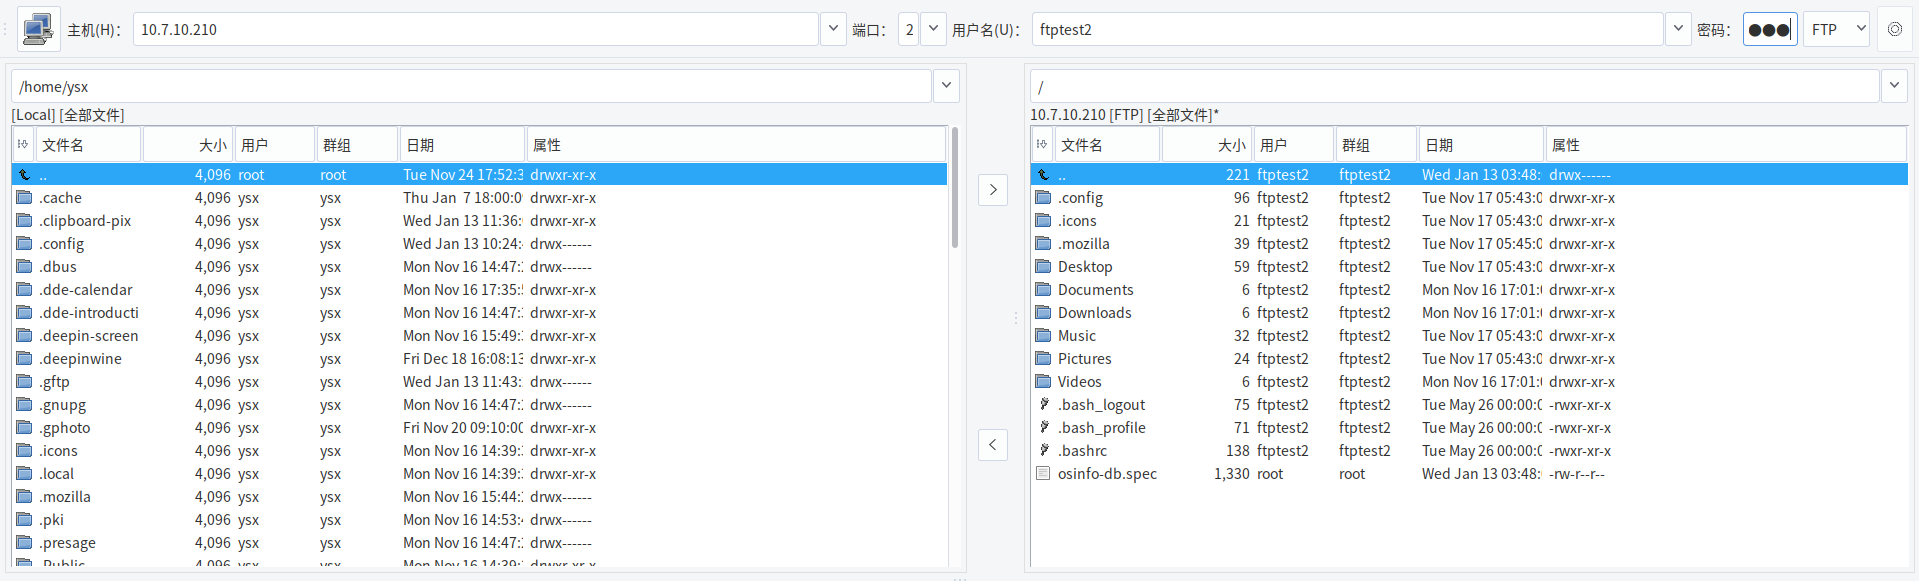 主机(H)： 10.7.10.210 端口： 2 用户名(U)： ftptest2 密码： ●●● FTP
/home/ysx
[Local] [全部文件]
文件名 大小 用户 群组 日期 属性
.. 4,096 root root Tue Nov 24 17:52:3 drwxr-xr-x
.cache 4,096 ysx ysx Thu Jan 7 18:00:0 drwxr-xr-x
.clipboard-pix 4,096 ysx ysx Wed Jan 13 11:36: drwxr-xr-x
.config 4,096 ysx ysx Wed Jan 13 10:24: drwx------
.dbus 4,096 ysx ysx Mon Nov 16 14:47: drwx------
.dde-calendar 4,096 ysx ysx Mon Nov 16 17:35: drwxr-xr-x
.dde-introducti 4,096 ysx ysx Mon Nov 16 14:47: drwxr-xr-x
.deepin-screen 4,096 ysx ysx Mon Nov 16 15:49: drwxr-xr-x
.deepinwine 4,096 ysx ysx Fri Dec 18 16:08:13 drwxr-xr-x
.gftp 4,096 ysx ysx Wed Jan 13 11:43: drwx------
.gnupg 4,096 ysx ysx Mon Nov 16 14:47: drwx------
.gphoto 4,096 ysx ysx Fri Nov 20 09:10:00 drwxr-xr-x
.icons 4,096 ysx ysx Mon Nov 16 14:39: drwxr-xr-x
.local 4,096 ysx ysx Mon Nov 16 14:39: drwxr-xr-x
.mozilla 4,096 ysx ysx Mon Nov 16 15:44: drwx------
.pki 4,096 ysx ysx Mon Nov 16 14:53: drwx------
.presage 4,096 ysx ysx Mon Nov 16 14:47: drwx------
/
10.7.10.210 [FTP] [全部文件]*
文件名 大小 用户 群组 日期 属性
.. 221 ftptest2 ftptest2 Wed Jan 13 03:48: drwx------
.config 96 ftptest2 ftptest2 Tue Nov 17 05:43:0 drwxr-xr-x
.icons 21 ftptest2 ftptest2 Tue Nov 17 05:43:0 drwxr-xr-x
.mozilla 39 ftptest2 ftptest2 Tue Nov 17 05:45:0 drwxr-xr-x
Desktop 59 ftptest2 ftptest2 Tue Nov 17 05:43:0 drwxr-xr-x
Documents 6 ftptest2 ftptest2 Mon Nov 16 17:01: drwxr-xr-x
Downloads 6 ftptest2 ftptest2 Mon Nov 16 17:01: drwxr-xr-x
Music 32 ftptest2 ftptest2 Tue Nov 17 05:43:0 drwxr-xr-x
Pictures 24 ftptest2 ftptest2 Tue Nov 17 05:43:0 drwxr-xr-x
Videos 6 ftptest2 ftptest2 Mon Nov 16 17:01: drwxr-xr-x
.bash_logout 75 ftptest2 ftptest2 Tue May 26 00:00:0 -rwxr-xr-x
.bash_profile 71 ftptest2 ftptest2 Tue May 26 00:00:0 -rwxr-xr-x
.bashrc 138 ftptest2 ftptest2 Tue May 26 00:00:0 -rwxr-xr-x
osinfo-db.spec 1,330 root root Wed Jan 13 03:48: -rw-r--r--